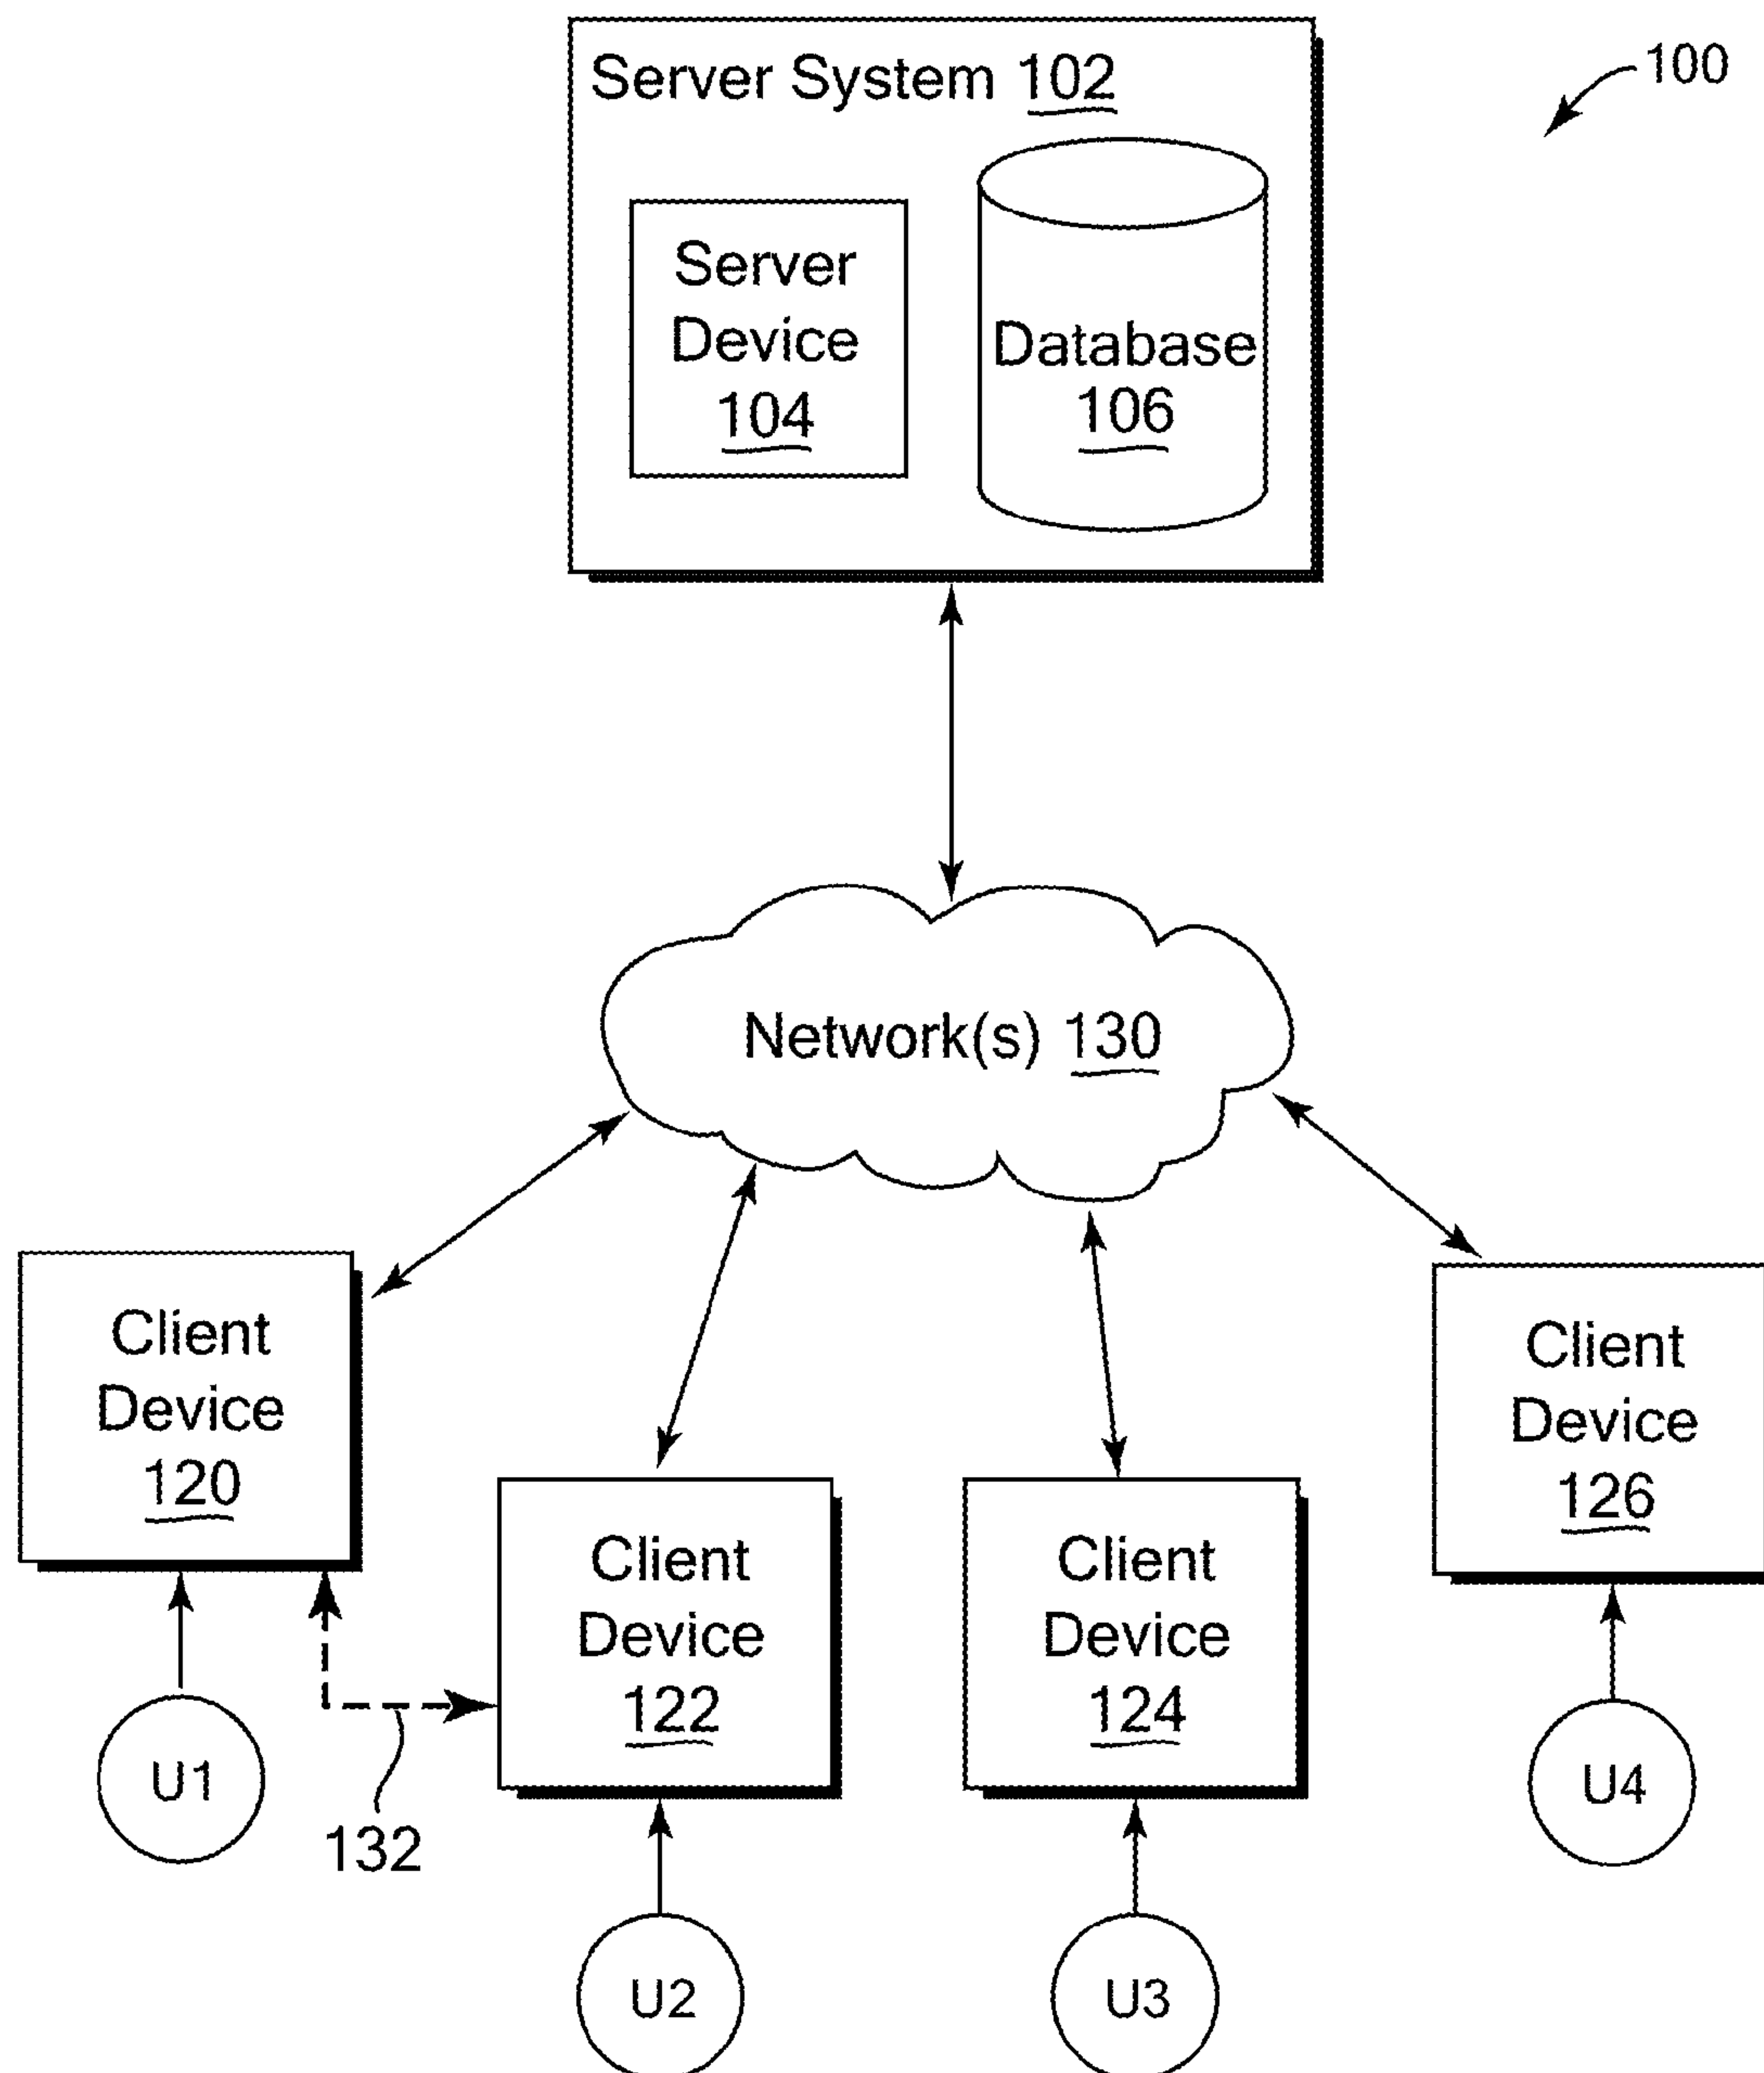 Server System 102
100
Server
Device
104
Database
106
Network(s) 130
Client
Device
120
Client
Device
122
Client
Device
124
Client
Device
126
U1
132
U2
U3
U4